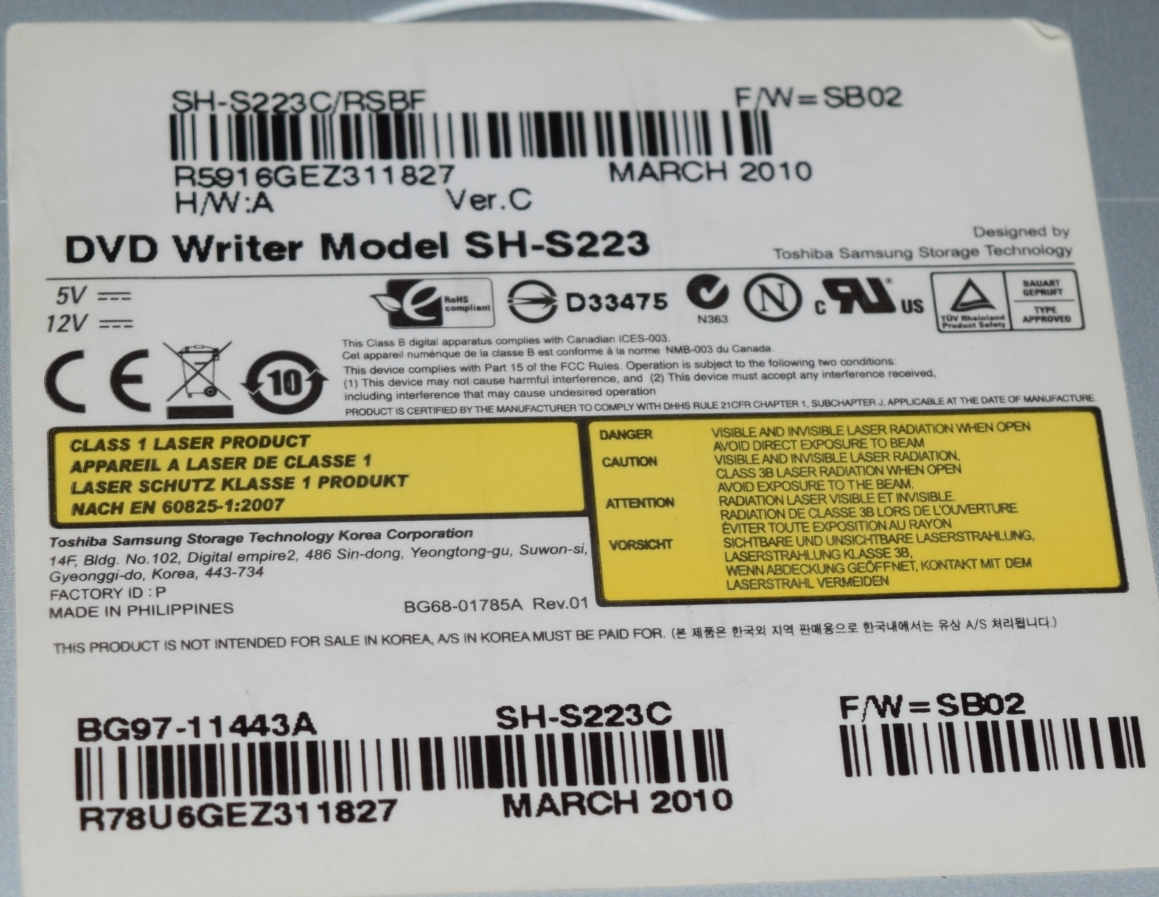 SH-S223C/RSBF F/W=SB02
R5916GEZ311827 MARCH 2010
H/W:A Ver.C
DVD Writer Model SH-S223
Designed by
Toshiba Samsung Storage Technology
5V
12V
RoHS
compliant
D33475
N363
N
C RU US
TÜV Rheinland
Product Safety
BAUART
GEPRUFT
TYPE
APPROVED
CE
10
This Class B digital apparatus complies with Canadian ICES-003.
Cet appareil numérique de la classe B est conforme à la norme NMB-003 du Canada.
This device complies with Part 15 of the FCC Rules. Operation is subject to the following two conditions:
(1) This device may not cause harmful interference, and (2) This device must accept any interference received,
including interference that may cause undesired operation
PRODUCT IS CERTIFIED BY THE MANUFACTURER TO COMPLY WITH DHHS RULE 21CFR CHAPTER 1, SUBCHAPTER J, APPLICABLE AT THE DATE OF MANUFACTURE
CLASS 1 LASER PRODUCT
APPAREIL A LASER DE CLASSE 1
LASER SCHUTZ KLASSE 1 PRODUKT
NACH EN 60825-1:2007
DANGER VISIBLE AND INVISIBLE LASER RADIATION WHEN OPEN
AVOID DIRECT EXPOSURE TO BEAM
CAUTION VISIBLE AND INVISIBLE LASER RADIATION,
CLASS 3B LASER RADIATION WHEN OPEN
AVOID EXPOSURE TO THE BEAM.
ATTENTION RADIATION LASER VISIBLE ET INVISIBLE.
RADIATION DE CLASSE 3B LORS DE L'OUVERTURE
ÉVITER TOUTE EXPOSITION AU RAYON
VORSICHT SICHTBARE UND UNSICHTBARE LASERSTRAHLUNG,
LASERSTRAHLUNG KLASSE 3B,
WENN ABDECKUNG GEÖFFNET, KONTAKT MIT DEM
LASERSTRAHL VERMEIDEN
Toshiba Samsung Storage Technology Korea Corporation
14F, Bldg. No.102, Digital empire2, 486 Sin-dong, Yeongtong-gu, Suwon-si,
Gyeonggi-do, Korea, 443-734
FACTORY ID : P
MADE IN PHILIPPINES BG68-01785A Rev.01
THIS PRODUCT IS NOT INTENDED FOR SALE IN KOREA, A/S IN KOREA MUST BE PAID FOR. (본 제품은 한국외 지역 판매용으로 한국내에서는 유상 A/S 처리됩니다.)
BG97-11443A SH-S223C F/W=SB02
R78U6GEZ311827 MARCH 2010